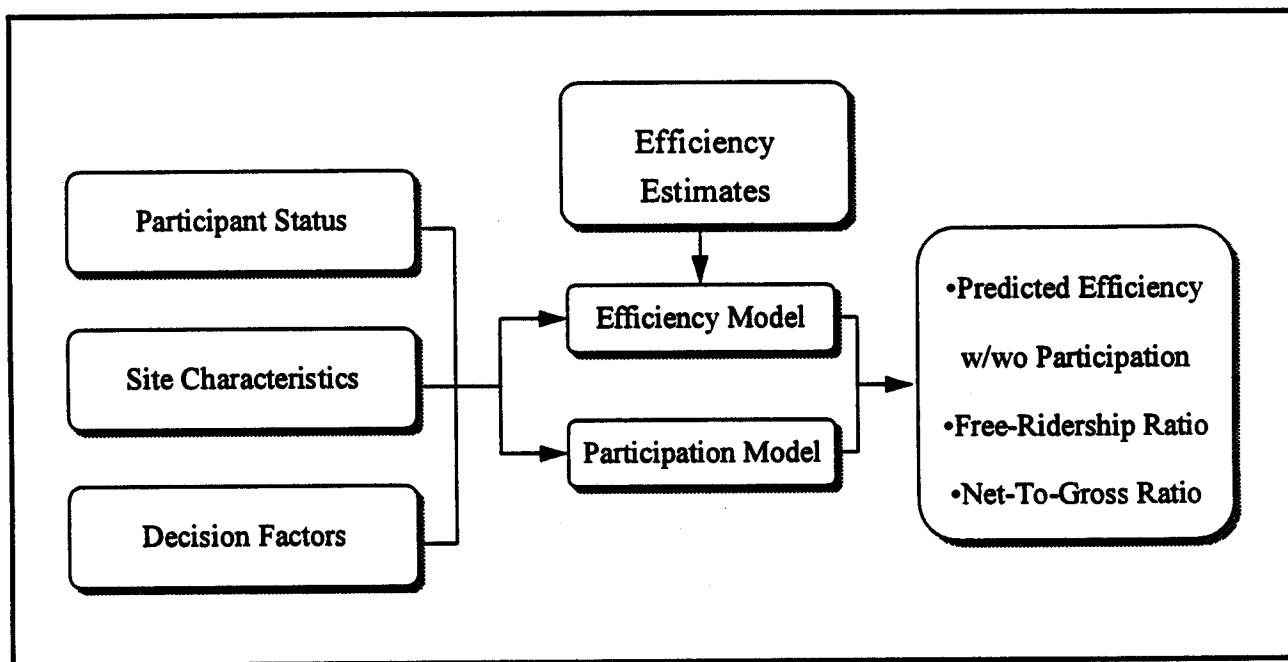 Efficiency
Estimates
Participant Status
Site Characteristics
Decision Factors
Efficiency Model
Participation Model
•Predicted Efficiency
w/wo Participation
•Free-Ridership Ratio
•Net-To-Gross Ratio